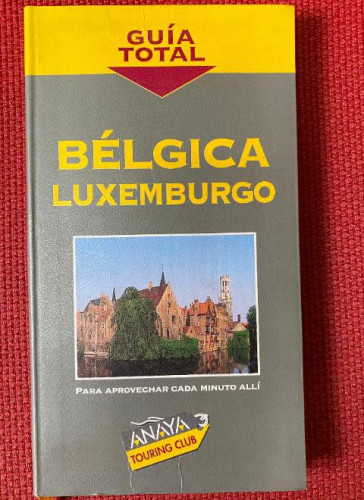 GUÍA
TOTAL
BÉLGICA
LUXEMBURGO
PARA APROVECHAR CADA MINUTO ALLÍ
ANAYA
TOURING CLUB